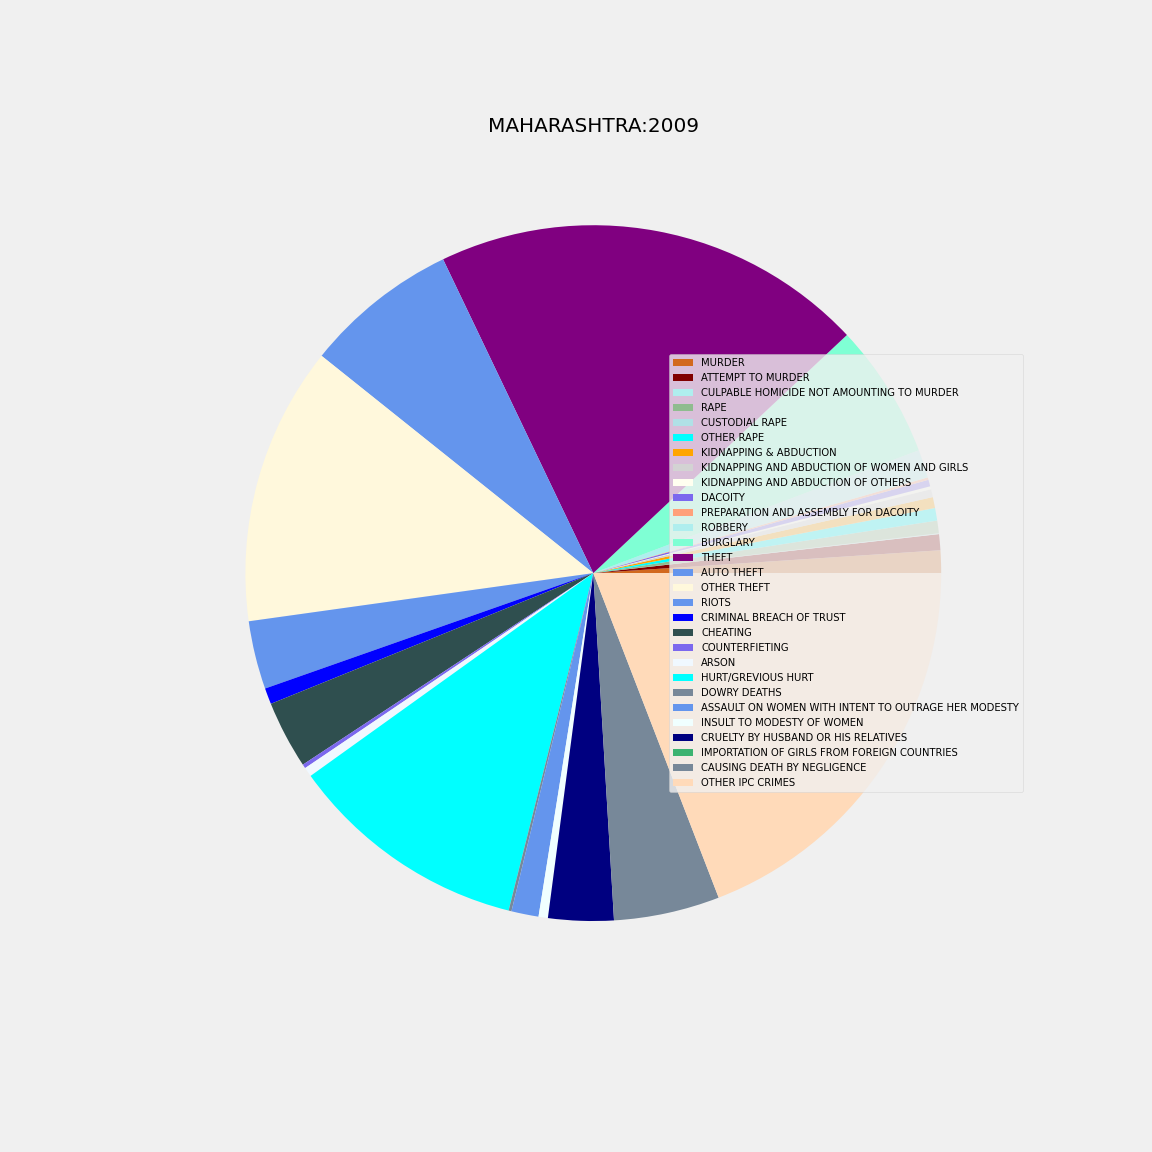 MAHARASHTRA:2009
MURDER
ATTEMPT TO MURDER
CULPABLE HOMICIDE NOT AMOUNTING TO MURDER
RAPE
CUSTODIAL RAPE
OTHER RAPE
KIDNAPPING & ABDUCTION
KIDNAPPING AND ABDUCTION OF WOMEN AND GIRLS
KIDNAPPING AND ABDUCTION OF OTHERS
DACOITY
PREPARATION AND ASSEMBLY FOR DACOITY
ROBBERY
BURGLARY
THEFT
AUTO THEFT
OTHER THEFT
RIOTS
CRIMINAL BREACH OF TRUST
CHEATING
COUNTERFIETING
ARSON
HURT/GREVIOUS HURT
DOWRY DEATHS
ASSAULT ON WOMEN WITH INTENT TO OUTRAGE HER MODESTY
INSULT TO MODESTY OF WOMEN
CRUELTY BY HUSBAND OR HIS RELATIVES
IMPORTATION OF GIRLS FROM FOREIGN COUNTRIES
CAUSING DEATH BY NEGLIGENCE
OTHER IPC CRIMES